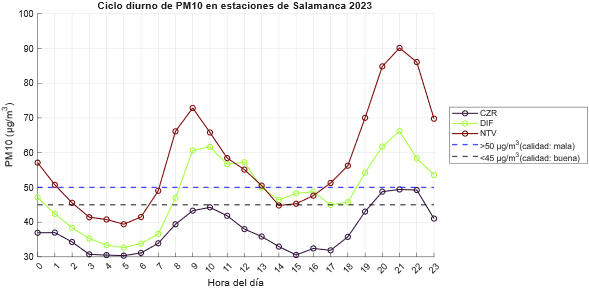 Ciclo diurno de PM10 en estaciones de Salamanca 2023
PM10 (µg/m³)
100
90
80
70
60
50
40
30
0 1 2 3 4 5 6 7 8 9 10 11 12 13 14 15 16 17 18 19 20 21 22 23
Hora del día
CZR
DIF
NTV
>50 µg/m³(calidad: mala)
<45 µg/m³(calidad: buena)